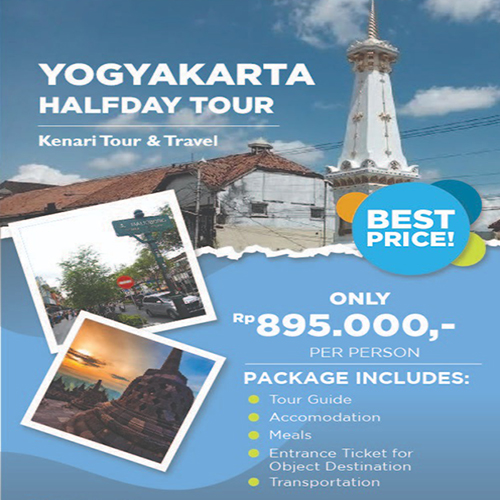 YOGYAKARTA
HALFDAY TOUR
Kenari Tour & Travel
BEST
PRICE!
ONLY
Rp895.000,-
PER PERSON
PACKAGE INCLUDES:
Tour Guide
Accomodation
Meals
Entrance Ticket for
Object Destination
Transportation